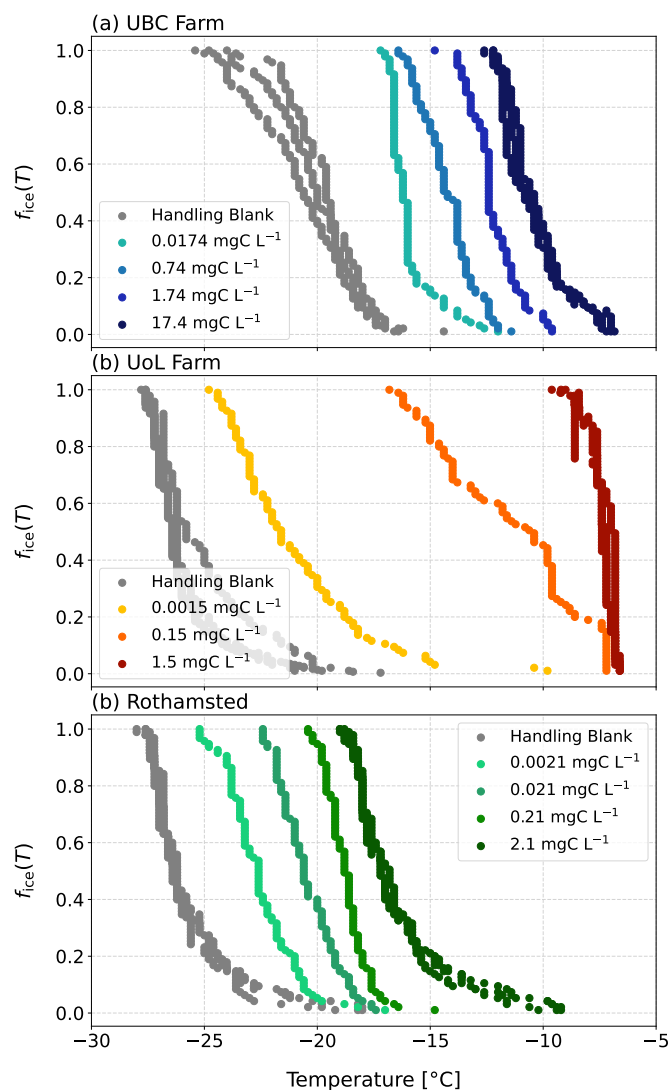 (a) UBC Farm
1.0
0.8
0.6
0.4
0.2
0.0
f_ice(T)
Handling Blank
0.0174 mgC L⁻¹
0.74 mgC L⁻¹
1.74 mgC L⁻¹
17.4 mgC L⁻¹
(b) UoL Farm
1.0
0.8
0.6
0.4
0.2
0.0
f_ice(T)
Handling Blank
0.0015 mgC L⁻¹
0.15 mgC L⁻¹
1.5 mgC L⁻¹
(b) Rothamsted
1.0
0.8
0.6
0.4
0.2
0.0
f_ice(T)
Handling Blank
0.0021 mgC L⁻¹
0.021 mgC L⁻¹
0.21 mgC L⁻¹
2.1 mgC L⁻¹
−30 −25 −20 −15 −10 −5
Temperature [°C]